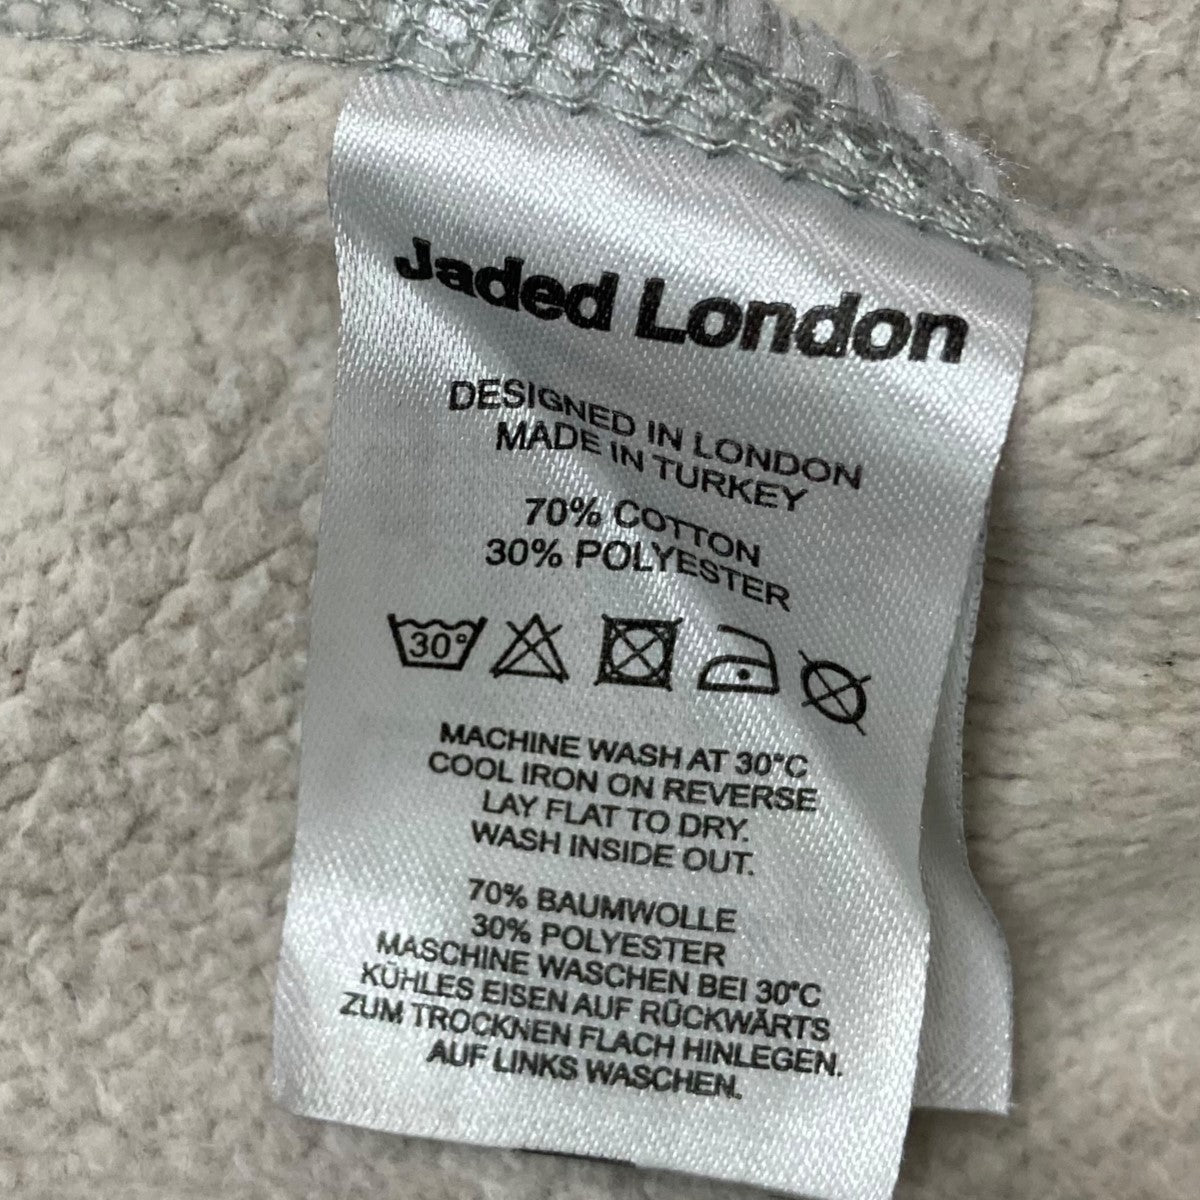 Jaded London
DESIGNED IN LONDON
MADE IN TURKEY
70% COTTON
30% POLYESTER
30°
MACHINE WASH AT 30°C
COOL IRON ON REVERSE
LAY FLAT TO DRY.
WASH INSIDE OUT.
70% BAUMWOLLE
30% POLYESTER
MASCHINE WASCHEN BEI 30°C
KÜHLES EISEN AUF RÜCKWÄRTS
ZUM TROCKNEN FLACH HINLEGEN.
AUF LINKS WASCHEN.